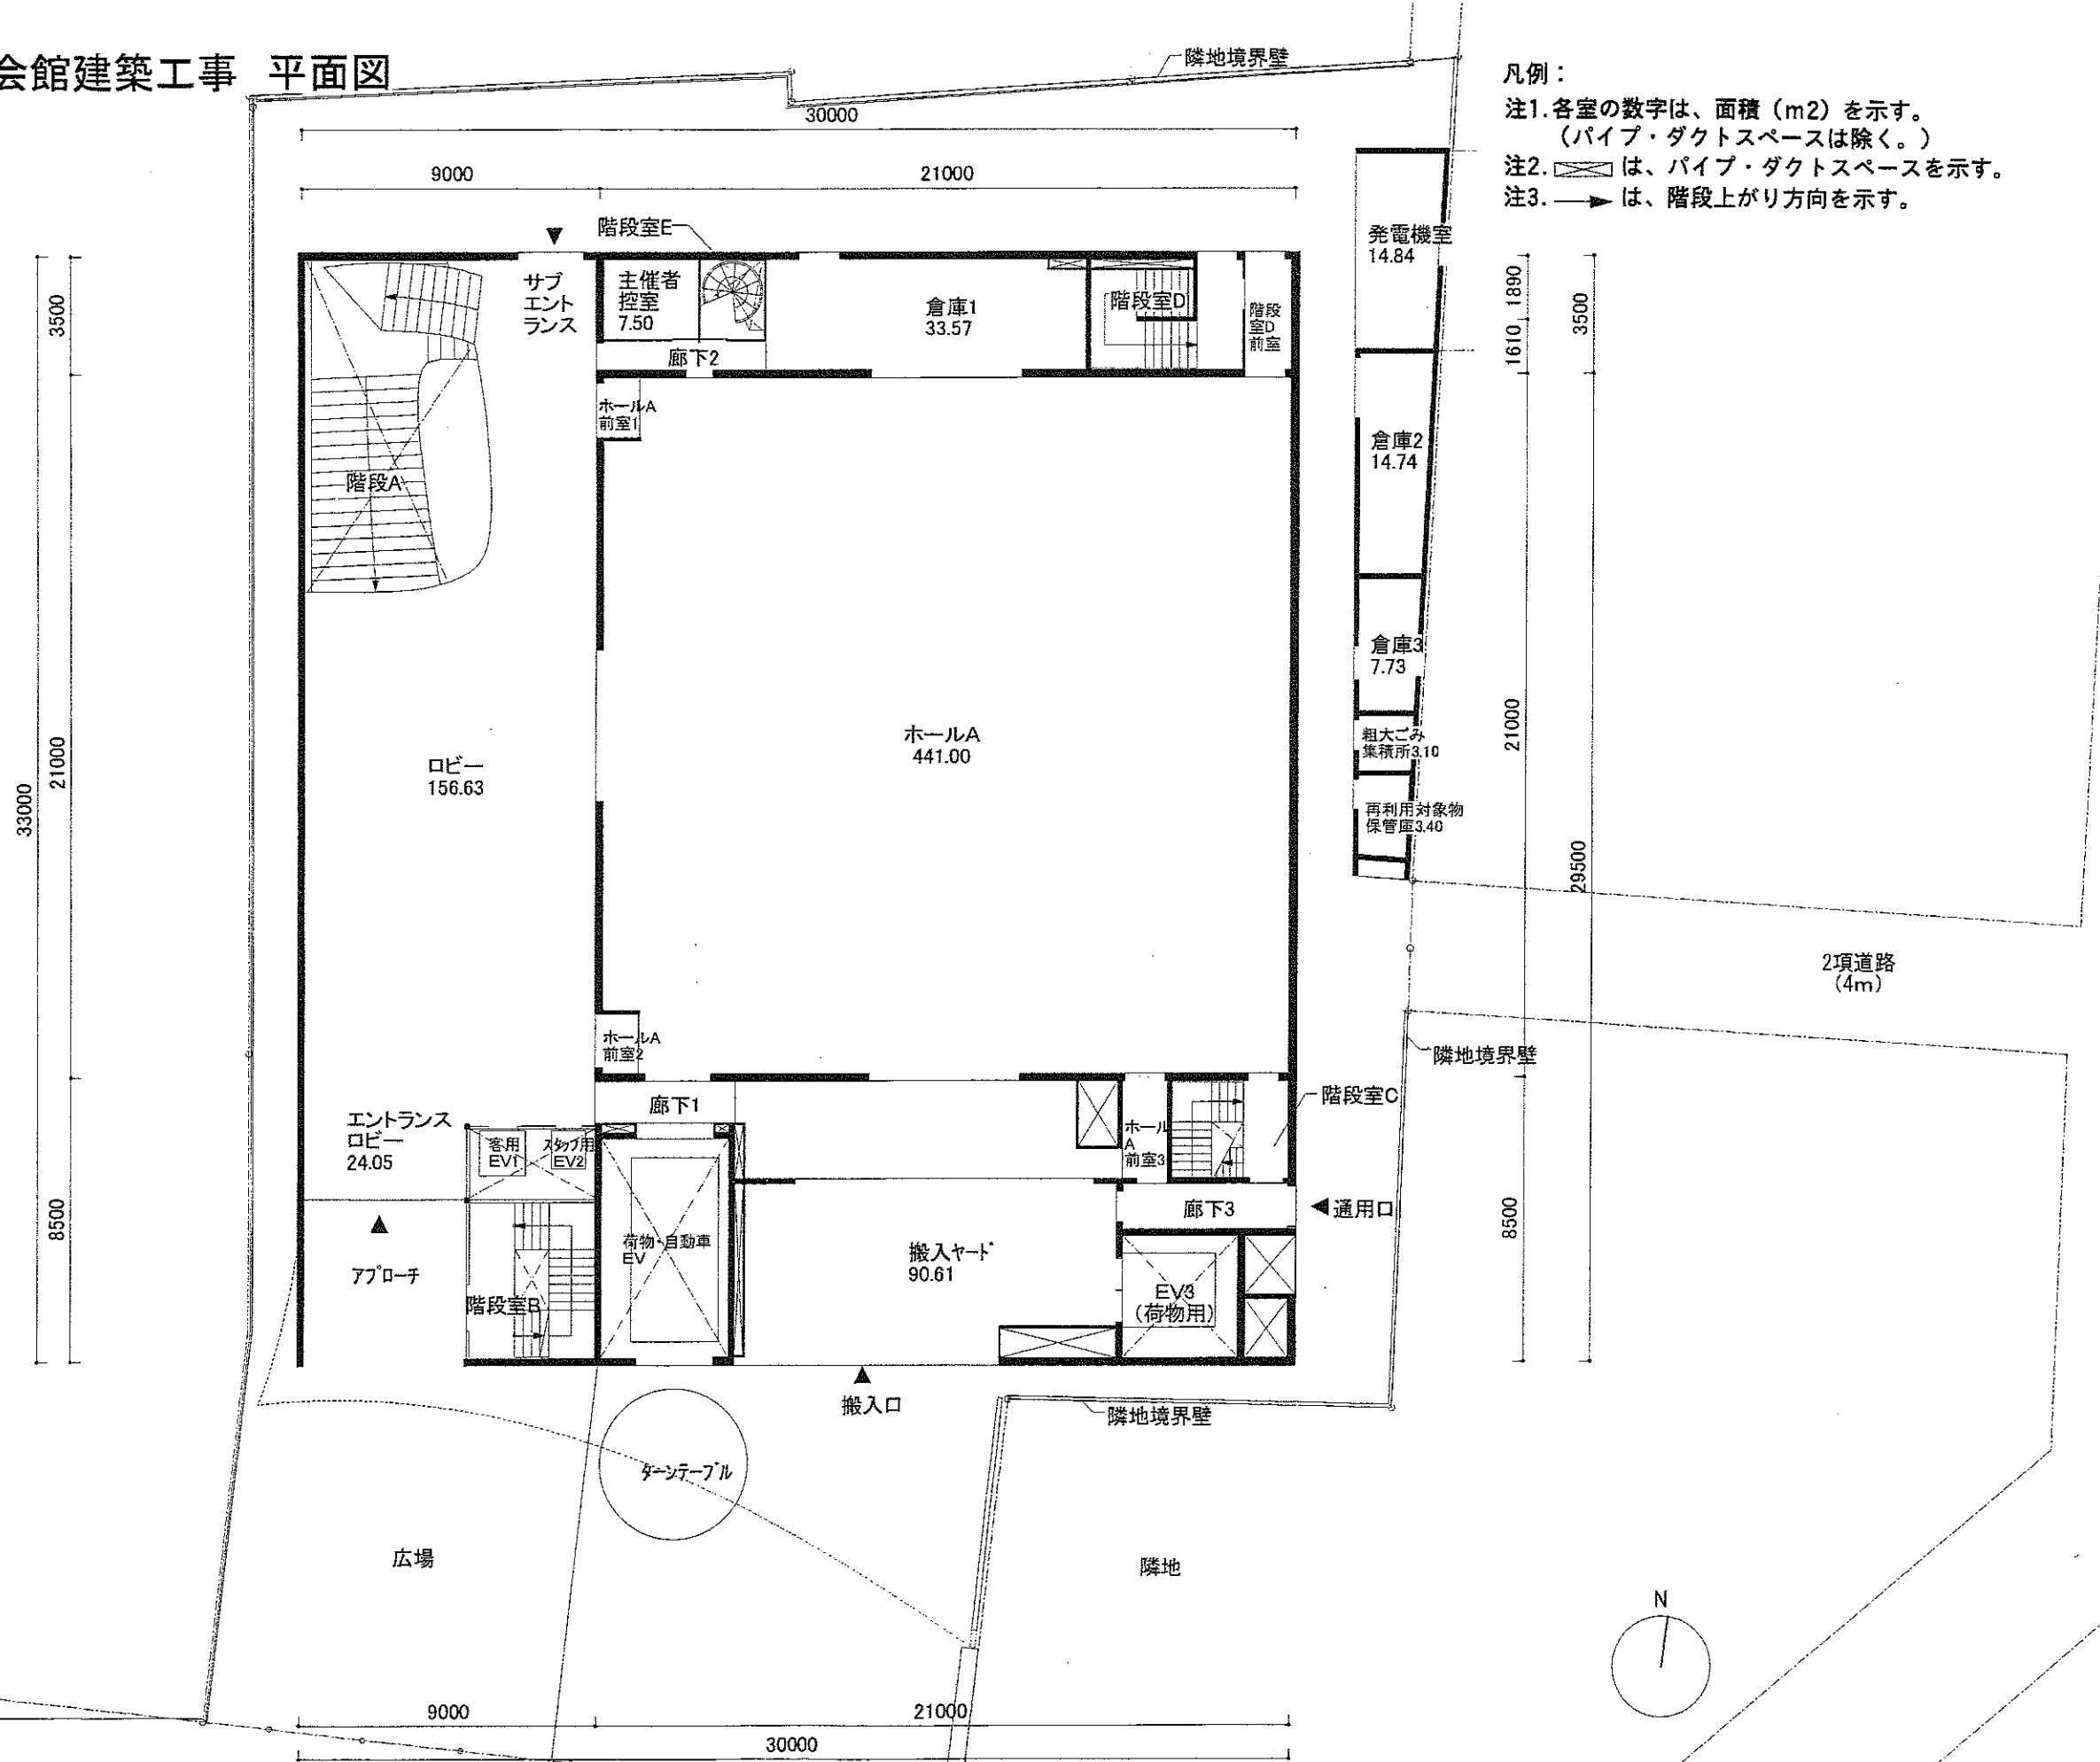 会館建築工事 平面図
隣地境界壁
凡例：
注1.各室の数字は、面積（m2）を示す。
（パイプ・ダクトスペースは除く。）
注2. は、パイプ・ダクトスペースを示す。
注3. は、階段上がり方向を示す。
30000
9000
21000
階段室E
サブ
エント
ランス
主催者
控室
7.50
倉庫1
33.57
階段室D
階段
室D
前室
廊下2
発電機室
14.84
1890
1610
3500
3500
ホールA
前室1
階段A
倉庫2
14.74
倉庫3
7.73
粗大ごみ
集積所3.10
再利用対象物
保管庫3.40
33000
21000
ロビー
156.63
ホールA
441.00
21000
29500
2項道路
(4m)
ホールA
前室2
隣地境界壁
エントランス
ロビー
24.05
廊下1
客用
EV1
スタッフ用
EV2
ホール
A
前室3
階段室C
8500
アプローチ
階段室B
荷物・自動車
EV
搬入ヤード
90.61
廊下3
通用口
EV3
（荷物用）
8500
搬入口
隣地境界壁
ターンテーブル
広場
隣地
N
9000
21000
30000